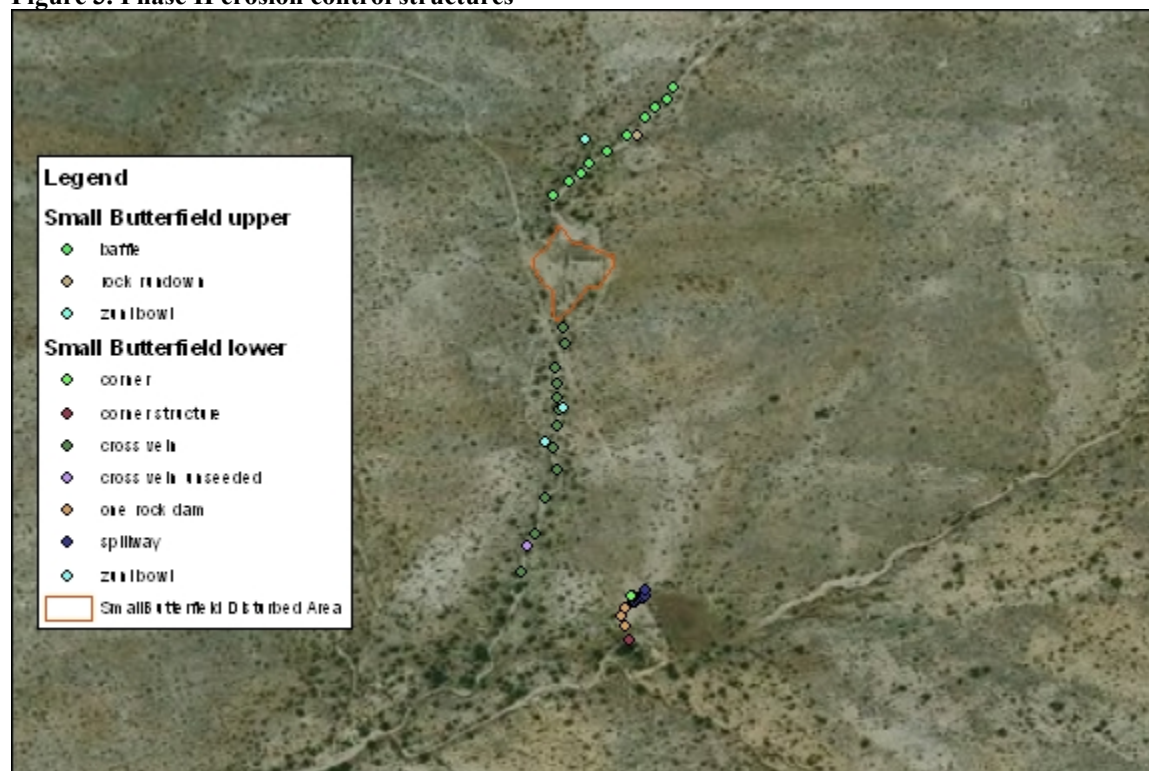 Figure 3. Phase II erosion control structures
Legend
Small Butterfield upper
baffle
rock rundown
zuni bowl
Small Butterfield lower
corner
corner structure
cross vein
cross vein unseeded
one rock dam
spillway
zuni bowl
SmallButterfield Disturbed Area